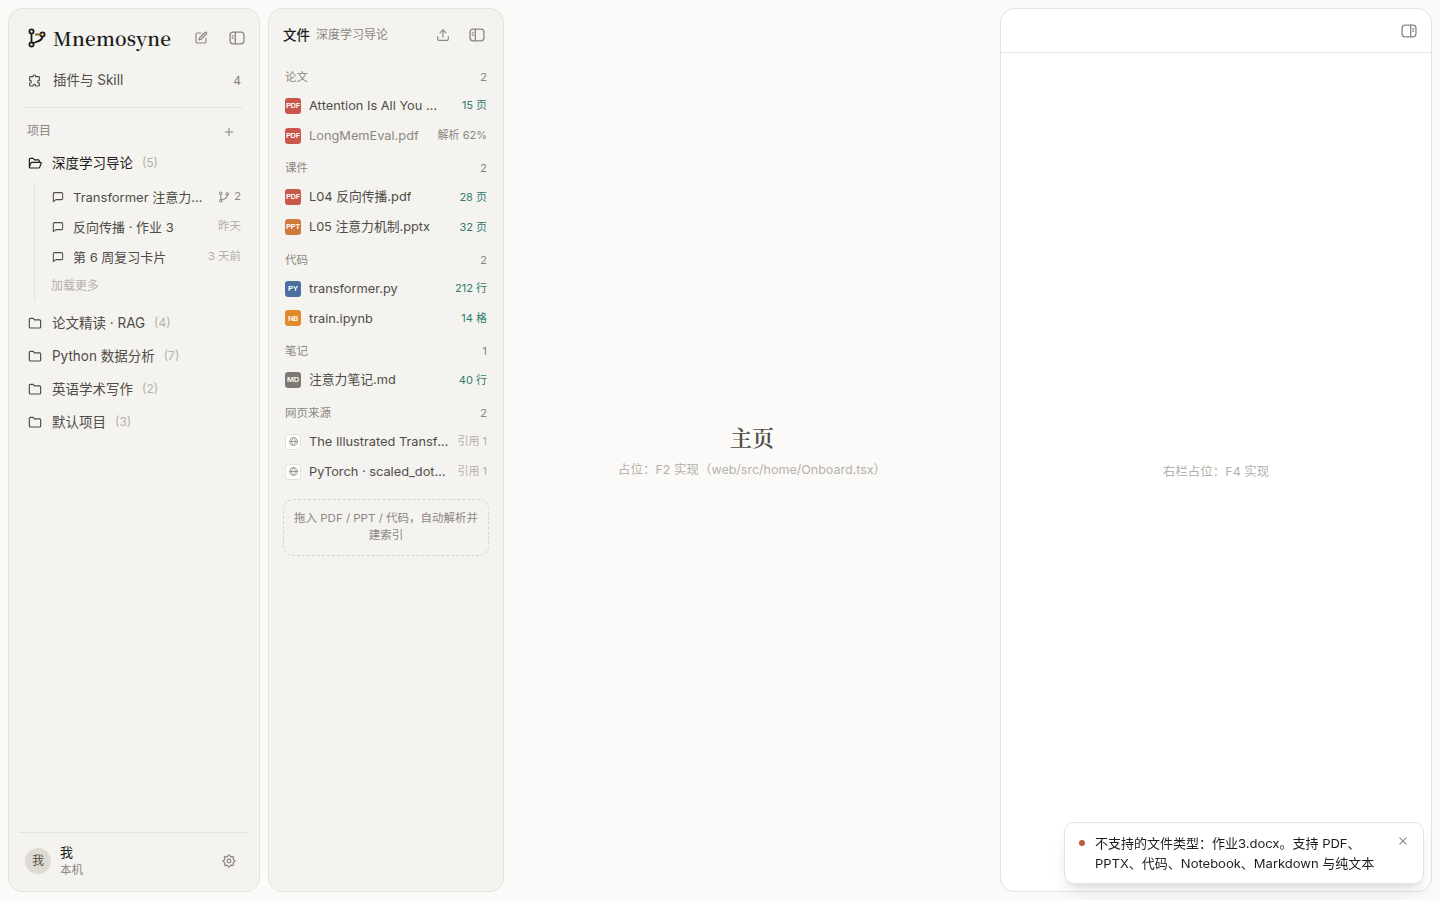 Mnemosyne
插件与 Skill 4
项目
深度学习导论 (5)
Transformer 注意力... 2
反向传播 · 作业 3 昨天
第 6 周复习卡片 3 天前
加载更多
论文精读 · RAG (4)
Python 数据分析 (7)
英语学术写作 (2)
默认项目 (3)
我 我
本机
文件 深度学习导论
论文 2
PDF Attention Is All You ... 15 页
PDF LongMemEval.pdf 解析 62%
课件 2
PDF L04 反向传播.pdf 28 页
PPT L05 注意力机制.pptx 32 页
代码 2
PY transformer.py 212 行
NB train.ipynb 14 格
笔记 1
MD 注意力笔记.md 40 行
网页来源 2
The Illustrated Transf... 引用 1
PyTorch · scaled_dot... 引用 1
拖入 PDF / PPT / 代码，自动解析并
建索引
主页
占位：F2 实现（web/src/home/Onboard.tsx）
右栏占位：F4 实现
不支持的文件类型：作业3.docx。支持 PDF、
PPTX、代码、Notebook、Markdown 与纯文本